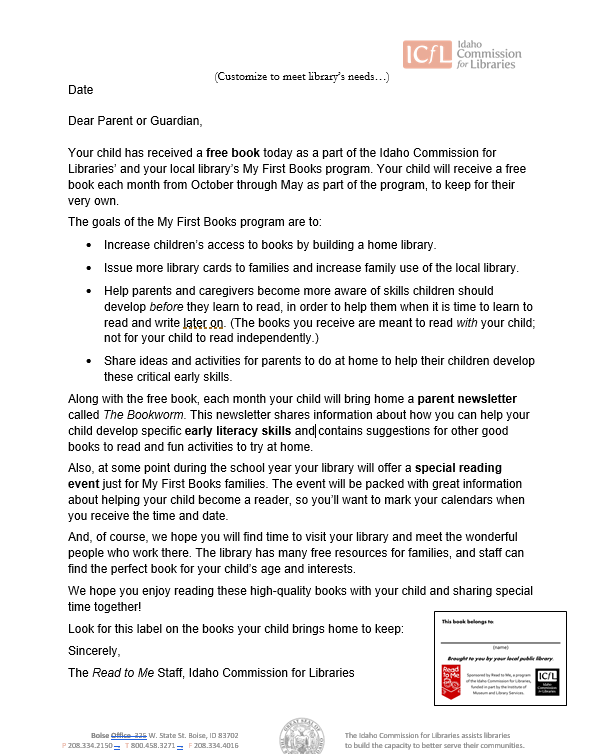 ICfL Idaho
Commission
for Libraries
(Customize to meet library's needs…)
Date
Dear Parent or Guardian,
Your child has received a free book today as a part of the Idaho Commission for
Libraries' and your local library's My First Books program. Your child will receive a free
book each month from October through May as part of the program, to keep for their
very own.
The goals of the My First Books program are to:
• Increase children's access to books by building a home library.
• Issue more library cards to families and increase family use of the local library.
• Help parents and caregivers become more aware of skills children should
develop before they learn to read, in order to help them when it is time to learn to
read and write later on. (The books you receive are meant to read with your child;
not for your child to read independently.)
• Share ideas and activities for parents to do at home to help their children develop
these critical early skills.
Along with the free book, each month your child will bring home a parent newsletter
called The Bookworm. This newsletter shares information about how you can help your
child develop specific early literacy skills and contains suggestions for other good
books to read and fun activities to try at home.
Also, at some point during the school year your library will offer a special reading
event just for My First Books families. The event will be packed with great information
about helping your child become a reader, so you'll want to mark your calendars when
you receive the time and date.
And, of course, we hope you will find time to visit your library and meet the wonderful
people who work there. The library has many free resources for families, and staff can
find the perfect book for your child's age and interests.
We hope you enjoy reading these high-quality books with your child and sharing special
time together!
Look for this label on the books your child brings home to keep:
Sincerely,
The Read to Me Staff, Idaho Commission for Libraries
This book belongs to:
(name)
Brought to you by your local public library.
Read to Me
Sponsored by Read to Me, a program
of the Idaho Commission for Libraries,
funded in part by the Institute of
Museum and Library Services.
ICfL
Idaho Commission for Libraries
Boise Office 325 W. State St. Boise, ID 83702
P 208.334.2150 T 800.458.3271 F 208.334.4016
The Idaho Commission for Libraries assists libraries
to build the capacity to better serve their communities.